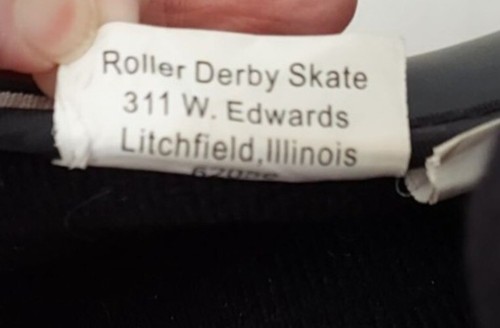 Roller Derby Skate
311 W. Edwards
Litchfield,Illinois